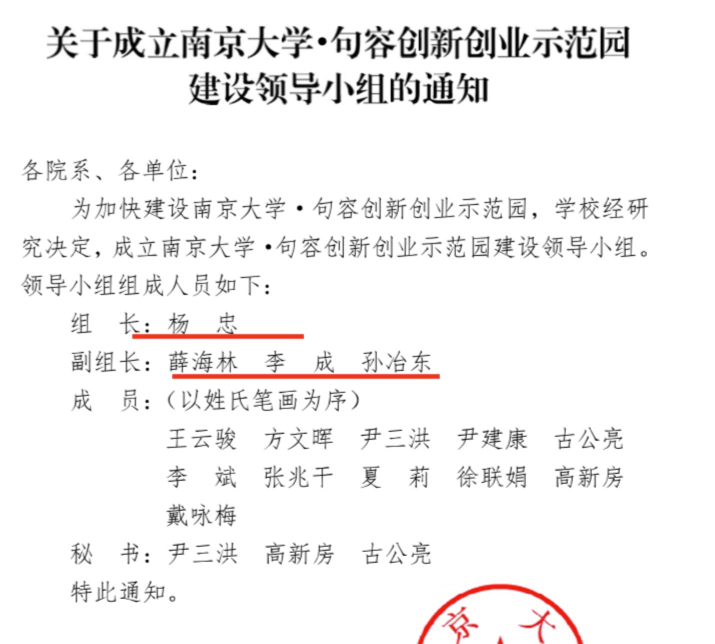 关于成立南京大学·句容创新创业示范园
建设领导小组的通知
各院系、各单位：
为加快建设南京大学·句容创新创业示范园，学校经研
究决定，成立南京大学·句容创新创业示范园建设领导小组。
领导小组组成人员如下：
组 长：杨 忠
副组长：薛海林 李 成 孙冶东
成 员：（以姓氏笔画为序）
王云骏 方文晖 尹三洪 尹建康 古公亮
李 斌 张兆干 夏 莉 徐联娟 高新房
戴咏梅
秘 书：尹三洪 高新房 古公亮
特此通知。
京大